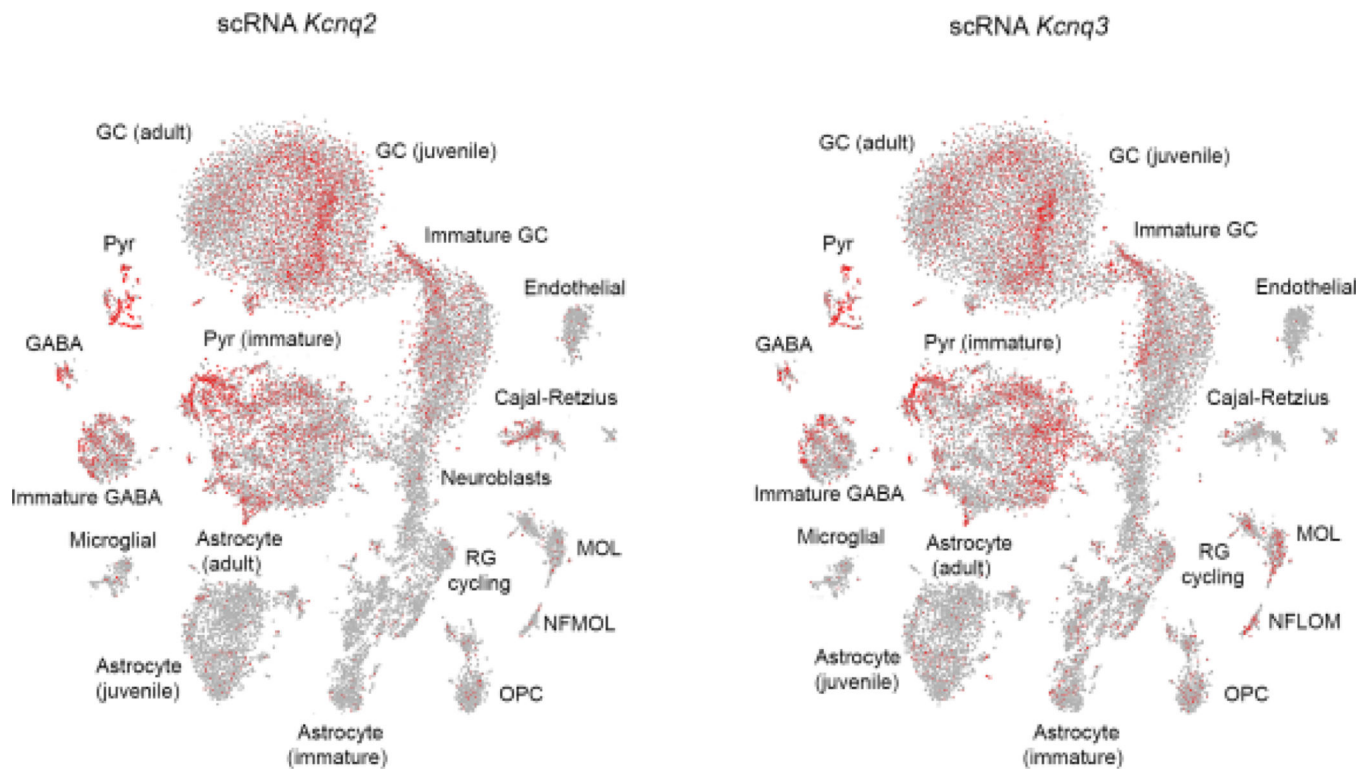 scRNA Kcnq2
GC (adult)
GC (juvenile)
Immature GC
Pyr
Endothelial
Pyr (immature)
GABA
Cajal-Retzius
Neuroblasts
Immature GABA
Microglial
Astrocyte
(adult)
RG
cycling
MOL
NFMOL
Astrocyte
(juvenile)
OPC
Astrocyte
(immature)
scRNA Kcnq3
GC (adult)
GC (juvenile)
Immature GC
Pyr
Endothelial
Pyr (immature)
GABA
Cajal-Retzius
Immature GABA
Microglial
Astrocyte
(adult)
RG
cycling
MOL
NFLOM
Astrocyte
(juvenile)
OPC
Astrocyte
(immature)